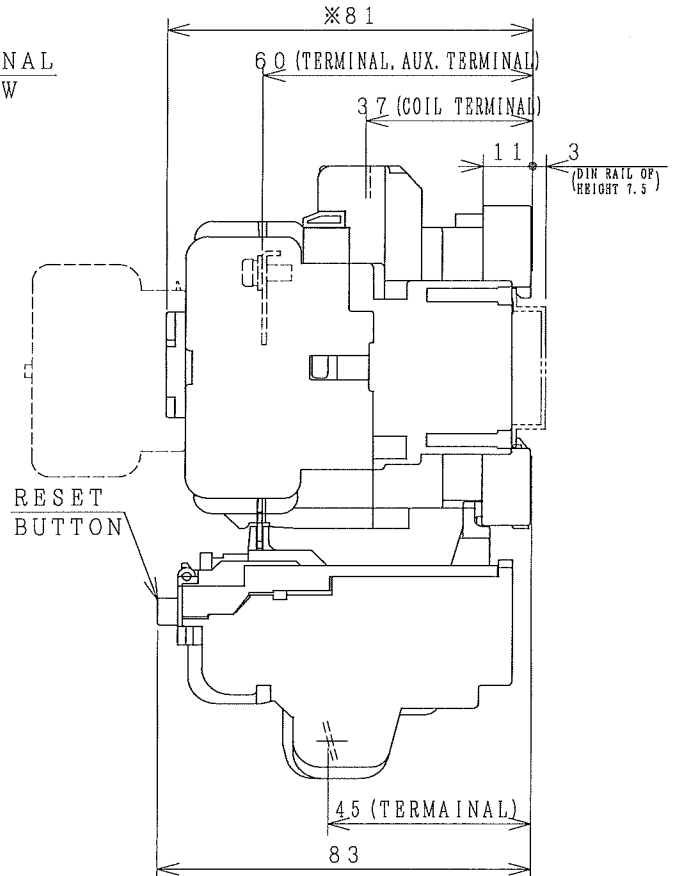 ※81
NAL
W
60 (TERMINAL, AUX. TERMINAL)
37 (COIL TERMINAL)
11
3
(DIN RAIL OF
HEIGHT 7.5)
RESET
BUTTON
45 (TERMAINAL)
83